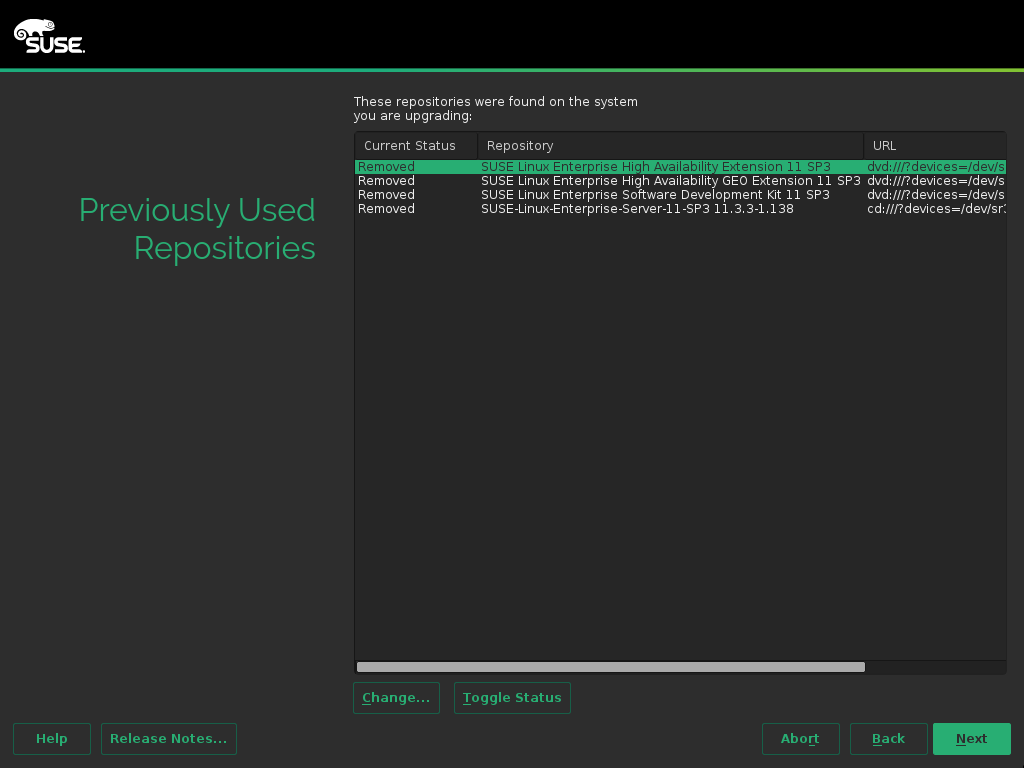 SUSE.
These repositories were found on the system
you are upgrading:
Previously Used
Repositories
Current Status Repository URL
Removed SUSE Linux Enterprise High Availability Extension 11 SP3 dvd:///?devices=/dev/s
Removed SUSE Linux Enterprise High Availability GEO Extension 11 SP3 dvd:///?devices=/dev/s
Removed SUSE Linux Enterprise Software Development Kit 11 SP3 dvd:///?devices=/dev/s
Removed SUSE-Linux-Enterprise-Server-11-SP3 11.3.3-1.138 cd:///?devices=/dev/sr
Change... Toggle Status
Help Release Notes... Abort Back Next